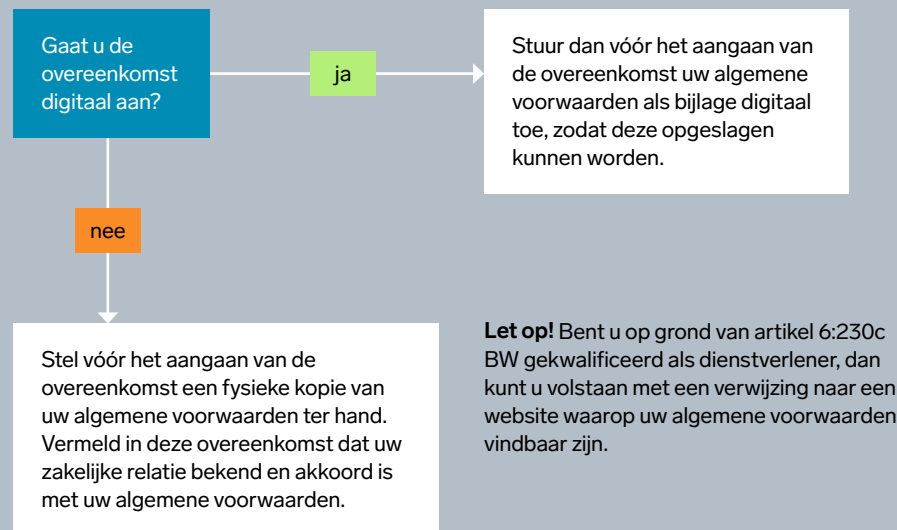 Gaat u de
overeenkomst
digitaal aan?
ja
Stuur dan vóór het aangaan van
de overeenkomst uw algemene
voorwaarden als bijlage digitaal
toe, zodat deze opgeslagen
kunnen worden.
nee
Stel vóór het aangaan van de
overeenkomst een fysieke kopie van
uw algemene voorwaarden ter hand.
Vermeld in deze overeenkomst dat uw
zakelijke relatie bekend en akkoord is
met uw algemene voorwaarden.
Let op! Bent u op grond van artikel 6:230c
BW gekwalificeerd als dienstverlener, dan
kunt u volstaan met een verwijzing naar een
website waarop uw algemene voorwaarden
vindbaar zijn.